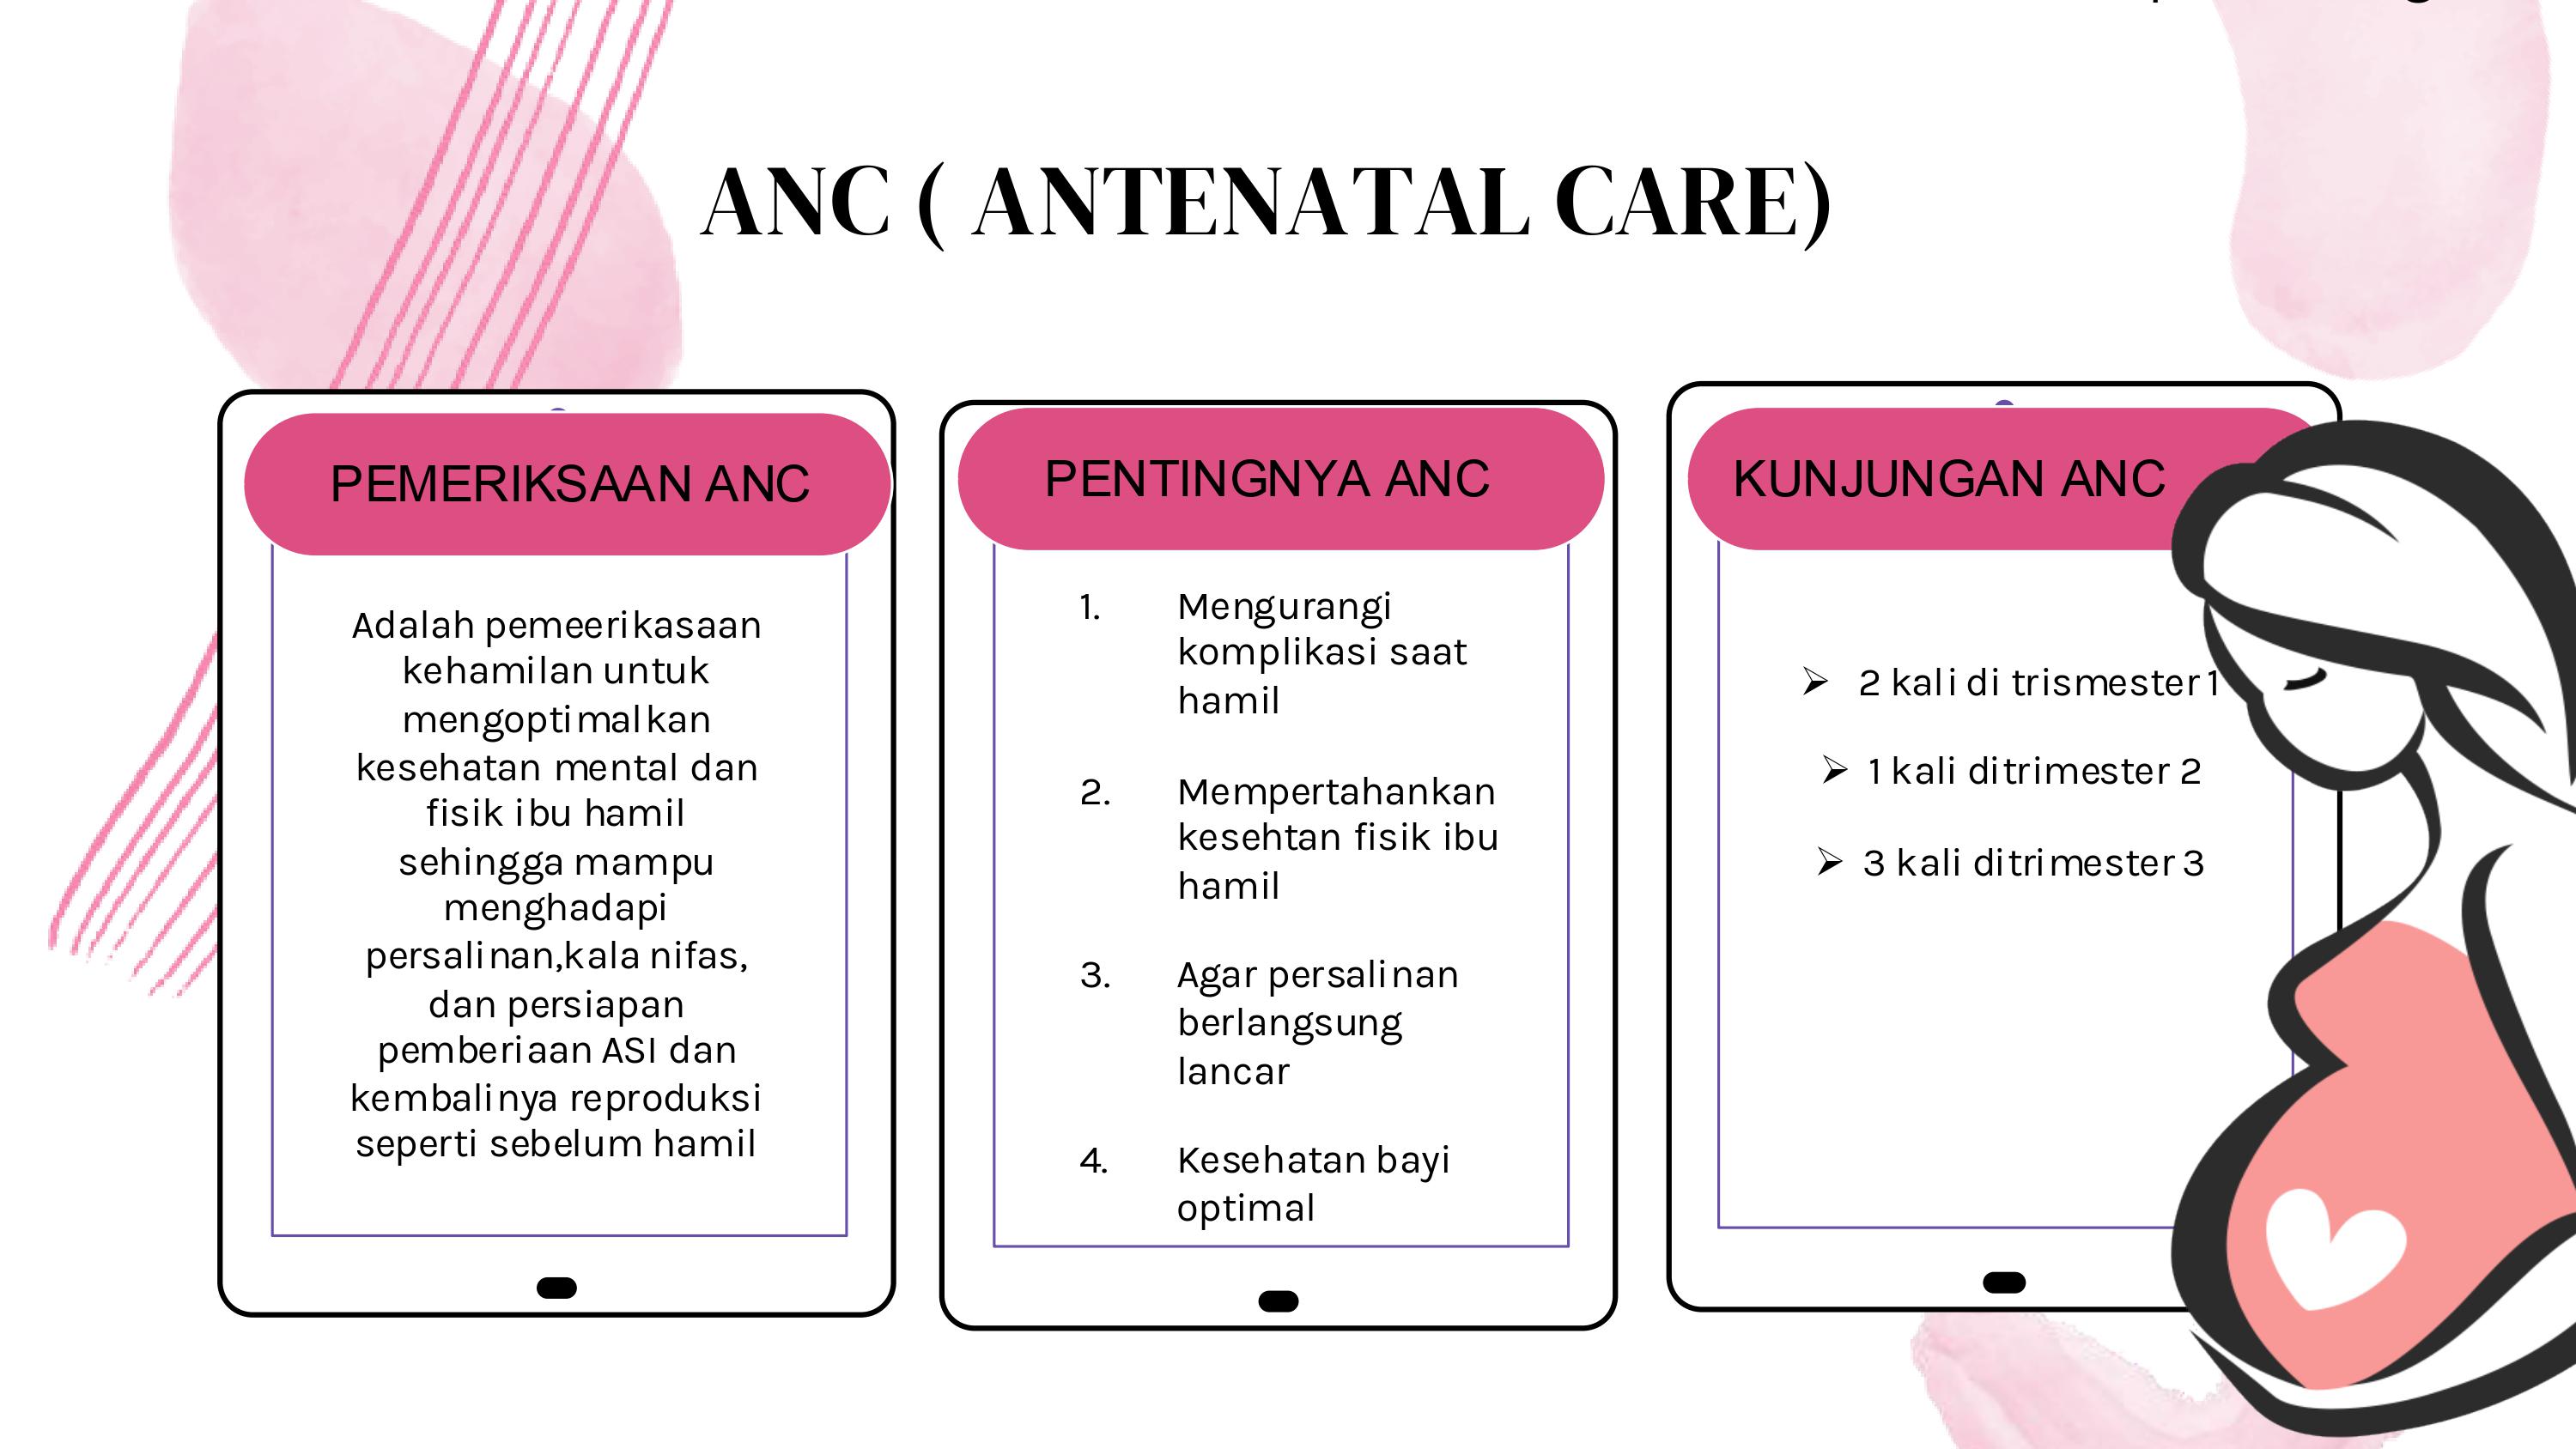 ANC ( ANTENATAL CARE)
PEMERIKSAAN ANC
Adalah pemeerikasaan
kehamilan untuk
mengoptimalkan
kesehatan mental dan
fisik ibu hamil
sehingga mampu
menghadapi
persalinan,kala nifas,
dan persiapan
pemberiaan ASI dan
kembalinya reproduksi
seperti sebelum hamil
PENTINGNYA ANC
1. Mengurangi
komplikasi saat
hamil
2. Mempertahankan
kesehtan fisik ibu
hamil
3. Agar persalinan
berlangsung
lancar
4. Kesehatan bayi
optimal
KUNJUNGAN ANC
➢ 2 kali di trismester 1
➢ 1 kali ditrimester 2
➢ 3 kali ditrimester 3